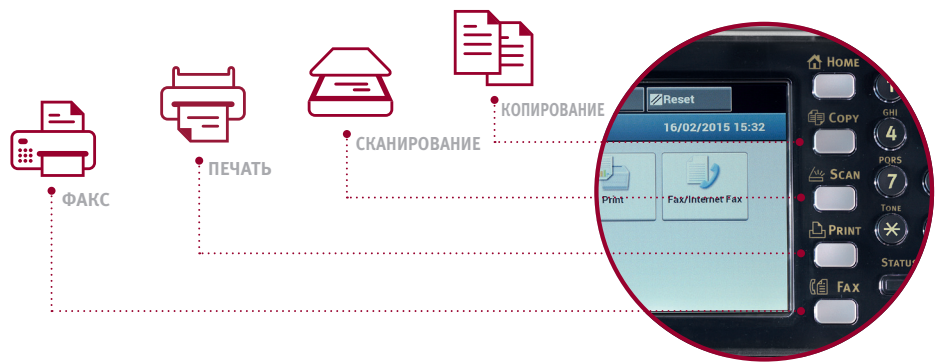 КОПИРОВАНИЕ
СКАНИРОВАНИЕ
ПЕЧАТЬ
ФАКС
Reset
16/02/2015 15:32
Print
Fax/Internet Fax
HOME
COPY
SCAN
PRINT
FAX
GHI
4
PQRS
7
TONE
*
STATUS